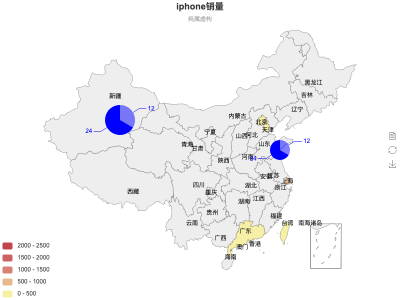 iphone销量
纯属虚构
黑龙江
吉林
辽宁
新疆
12
24
内蒙古
北京
天津
宁夏
山西
河北
山东
12
青海
甘肃
陕西
河南
西藏
四川
重庆
湖北
安徽
江苏
浙江
湖南
江西
贵州
云南
福建
台湾
南海诸岛
广西
广东
香港
澳门
海南
2000 - 2500
1500 - 2000
1000 - 1500
500 - 1000
0 - 500